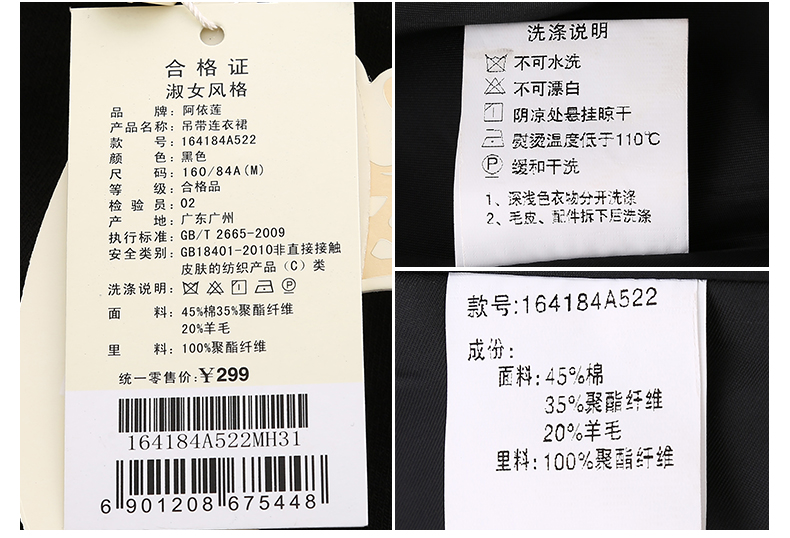 合格证
淑女风格
品牌：阿依莲
产品名称：吊带连衣裙
款号：164184A522
颜色：黑色
尺码：160/84A(M)
等级：合格品
检验员：02
产地：广东广州
执行标准：GB/T 2665-2009
安全类别：GB18401-2010非直接接触
皮肤的纺织产品（C）类
洗涤说明：
面料：45%棉35%聚酯纤维
20%羊毛
里料：100%聚酯纤维
统一零售价：￥299
164184A522MH31
6 901208 675448
洗涤说明
不可水洗
不可漂白
阴凉处悬挂晾干
熨烫温度低于110℃
缓和干洗
1、深浅色衣物分开洗涤
2、毛皮、配件拆下后洗涤
款号:164184A522
成份:
面料:45%棉
35%聚酯纤维
20%羊毛
里料:100%聚酯纤维